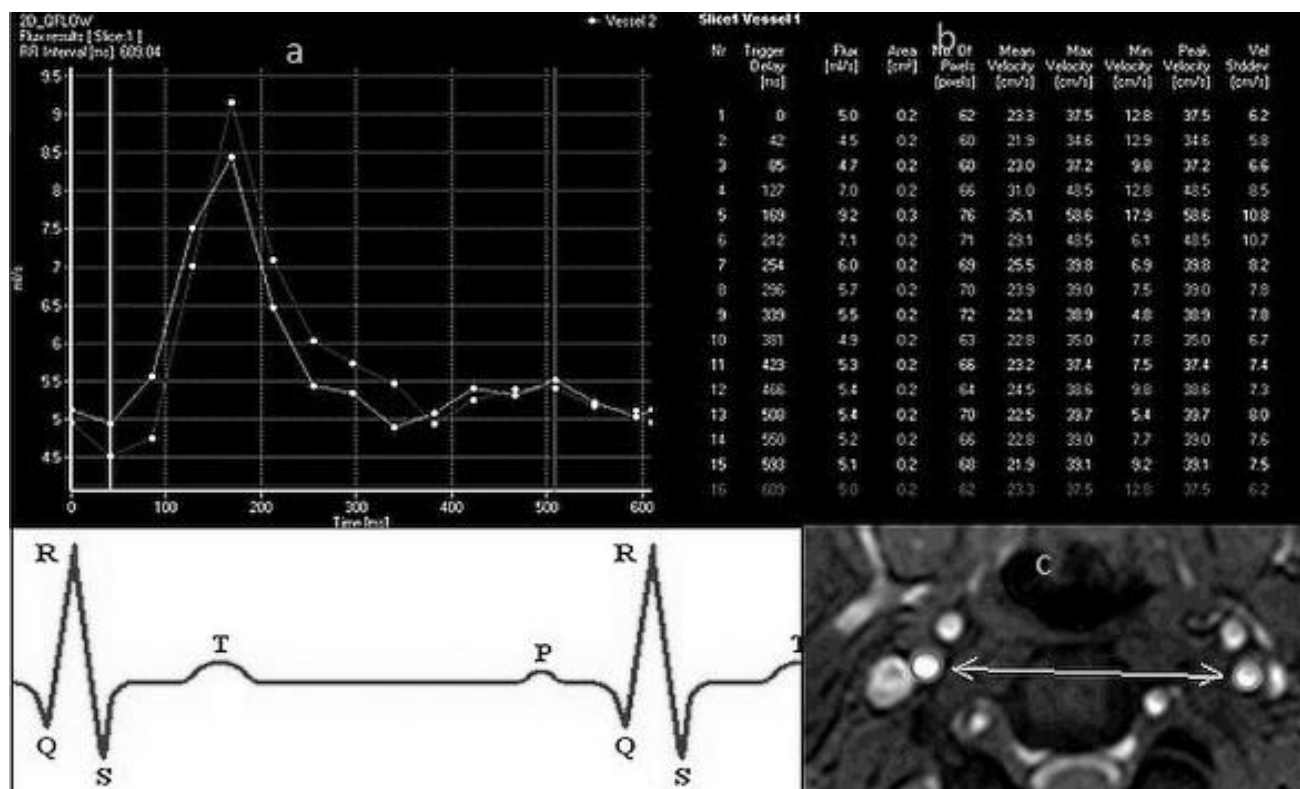 2D_QFLOW
Flux results [ Slice:1 ]
RR Interval [ms]: 609.04
a
Vessel 2
ml/s
9.5
9
8.5
8
7.5
7
6.5
6
5.5
5
4.5
0 100 200 300 400 500 600
Time [ms]
Slice1 Vessel 1
b
Nr Trigger Delay [ms] Flux [ml/s] Area [cm²] No. Of Pixels [pixels] Mean Velocity [cm/s] Max Velocity [cm/s] Min Velocity [cm/s] Peak Velocity [cm/s] Vel Stddev [cm/s]
1 0 5.0 0.2 62 23.3 37.5 12.8 37.5 6.2
2 42 4.5 0.2 60 21.9 34.6 12.9 34.6 5.8
3 85 4.7 0.2 60 23.0 37.2 9.8 37.2 6.6
4 127 7.0 0.2 66 31.0 48.5 12.8 48.5 8.5
5 169 9.2 0.3 76 35.1 58.6 17.9 58.6 10.8
6 212 7.1 0.2 71 29.1 48.5 6.1 48.5 10.7
7 254 6.0 0.2 69 25.5 39.8 6.9 39.8 8.2
8 296 5.7 0.2 70 23.9 39.0 7.5 39.0 7.8
9 339 5.5 0.2 72 22.1 38.9 4.8 38.9 7.8
10 381 4.9 0.2 63 22.8 35.0 7.8 35.0 6.7
11 423 5.3 0.2 66 23.2 37.4 7.5 37.4 7.4
12 466 5.4 0.2 64 24.5 38.6 9.8 38.6 7.3
13 508 5.4 0.2 70 22.5 39.7 5.4 39.7 8.0
14 550 5.2 0.2 66 22.8 39.0 7.7 39.0 7.6
15 593 5.1 0.2 68 21.9 39.1 9.2 39.1 7.5
16 609 5.0 0.2 62 23.3 37.5 12.8 37.5 6.2
R R
T P T
Q Q
S S
c